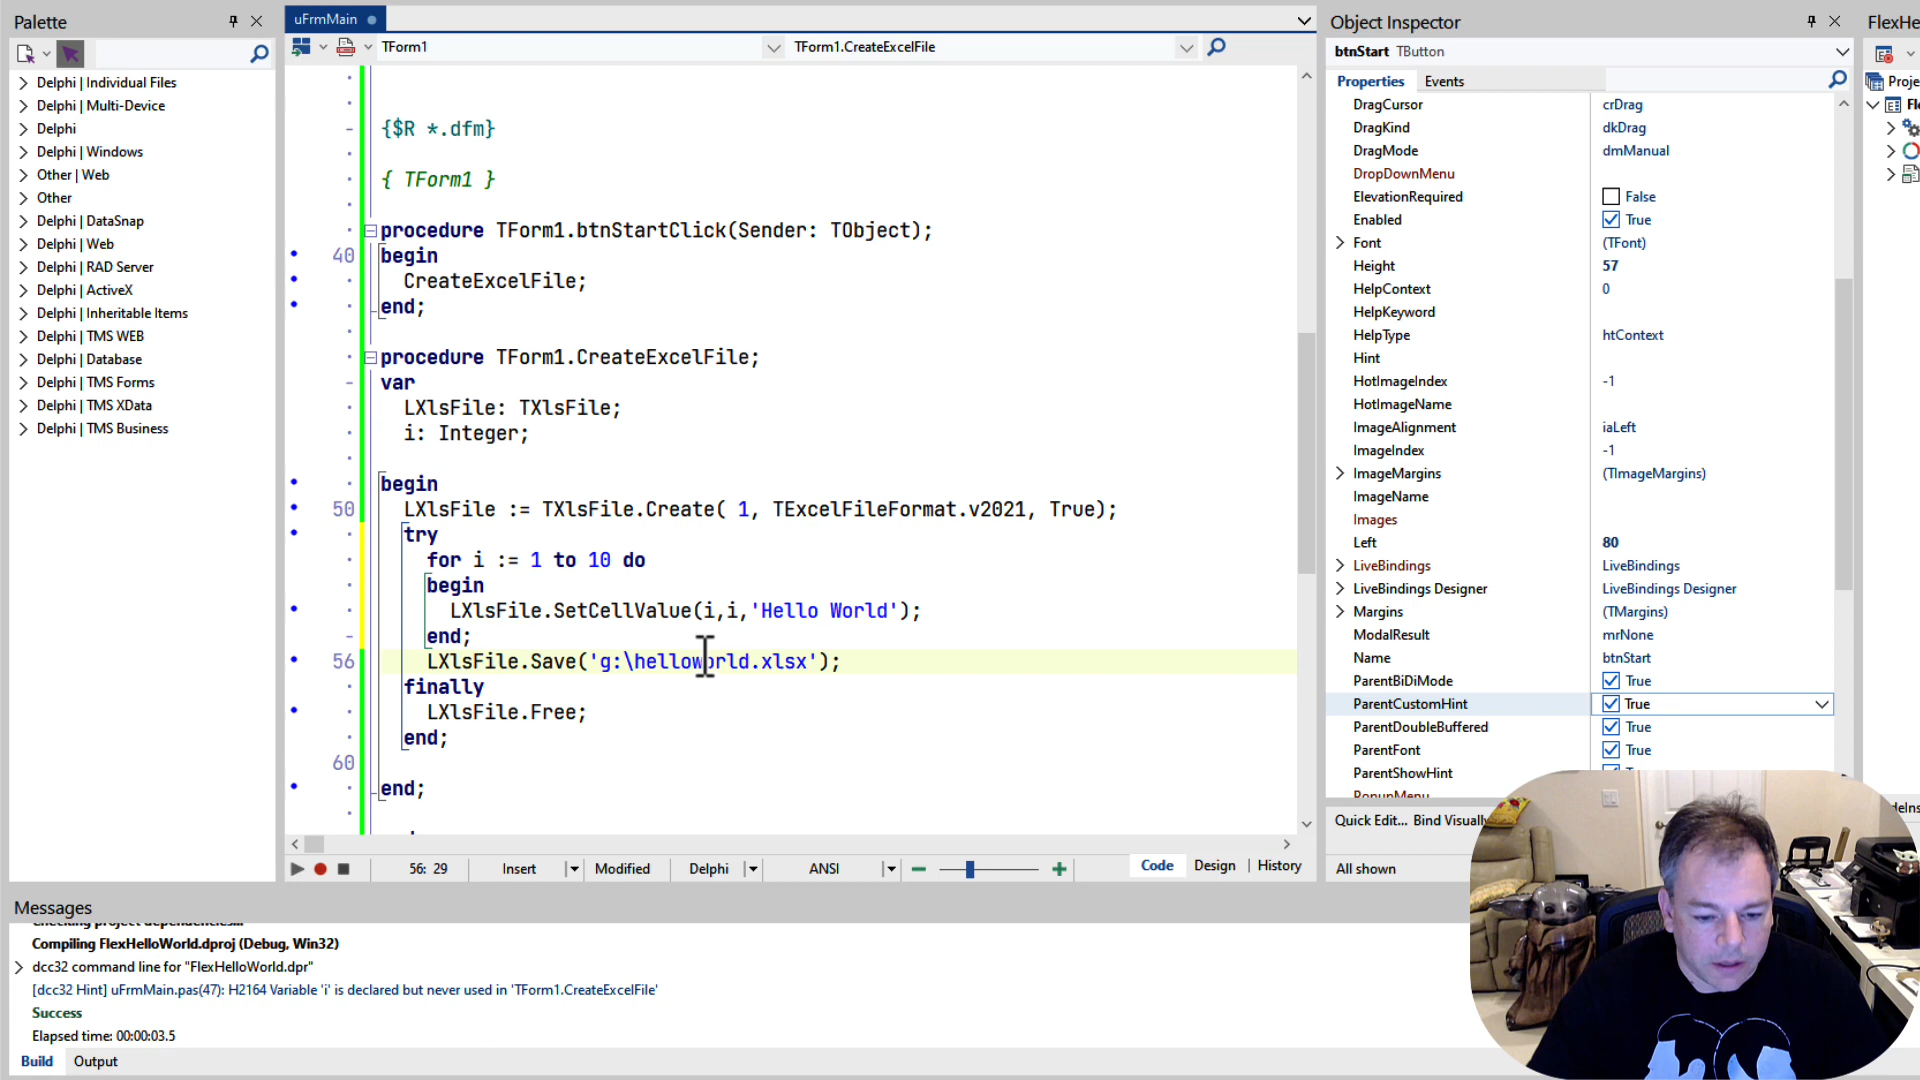 Palette
Delphi | Individual Files
Delphi | Multi-Device
Delphi
Delphi | Windows
Other | Web
Other
Delphi | DataSnap
Delphi | Web
Delphi | RAD Server
Delphi | ActiveX
Delphi | Inheritable Items
Delphi | TMS WEB
Delphi | Database
Delphi | TMS Forms
Delphi | TMS XData
Delphi | TMS Business
uFrmMain
TForm1
TForm1.CreateExcelFile
{$R *.dfm}
{ TForm1 }
procedure TForm1.btnStartClick(Sender: TObject);
40 begin
CreateExcelFile;
end;
procedure TForm1.CreateExcelFile;
var
LXlsFile: TXlsFile;
i: Integer;
begin
50 LXlsFile := TXlsFile.Create( 1, TExcelFileFormat.v2021, True);
try
for i := 1 to 10 do
begin
LXlsFile.SetCellValue(i,i,'Hello World');
end;
56 LXlsFile.Save('g:\helloworld.xlsx');
finally
LXlsFile.Free;
end;
60
end;
56: 29
Insert
Modified
Delphi
ANSI
Code
Design
History
Object Inspector
btnStart TButton
Properties
Events
DragCursor crDrag
DragKind dkDrag
DragMode dmManual
DropDownMenu
ElevationRequired False
Enabled True
Font (TFont)
Height 57
HelpContext 0
HelpKeyword
HelpType htContext
Hint
HotImageIndex -1
HotImageName
ImageAlignment iaLeft
ImageIndex -1
ImageMargins (TImageMargins)
ImageName
Images
Left 80
LiveBindings LiveBindings
LiveBindings Designer LiveBindings Designer
Margins (TMargins)
ModalResult mrNone
Name btnStart
ParentBiDiMode True
ParentCustomHint True
ParentDoubleBuffered True
ParentFont True
ParentShowHint
PopupMenu
Quick Edit... Bind Visually
All shown
FlexHe
Proje
Messages
Checking project dependencies...
Compiling FlexHelloWorld.dproj (Debug, Win32)
dcc32 command line for "FlexHelloWorld.dpr"
[dcc32 Hint] uFrmMain.pas(47): H2164 Variable 'i' is declared but never used in 'TForm1.CreateExcelFile'
Success
Elapsed time: 00:00:03.5
Build
Output